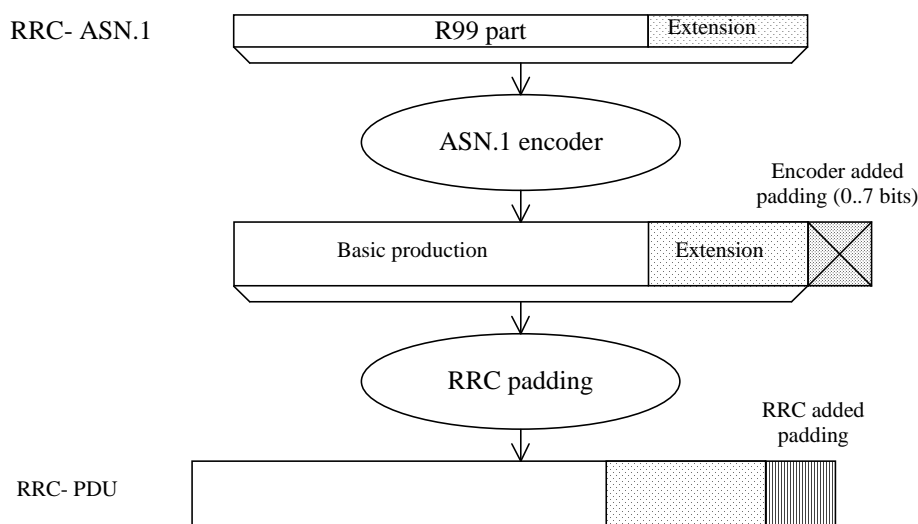 RRC- ASN.1
R99 part
Extension
ASN.1 encoder
Encoder added
padding (0..7 bits)
Basic production
Extension
RRC padding
RRC added
padding
RRC- PDU